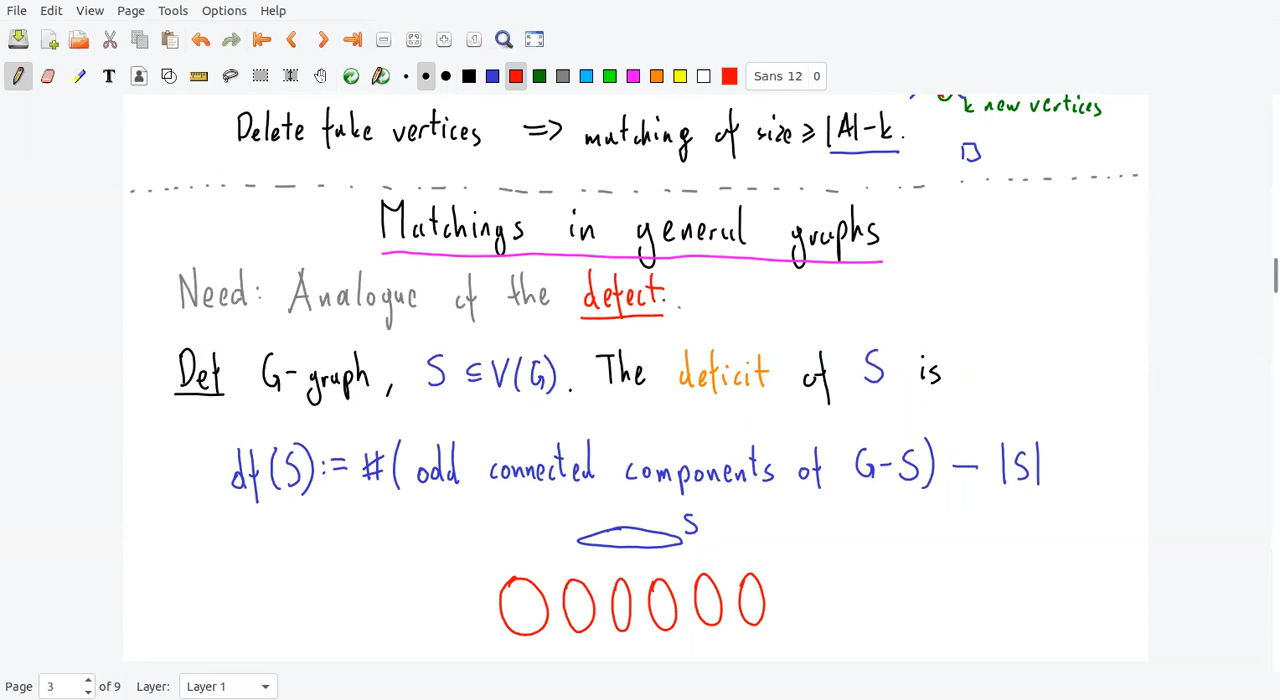 File Edit View Page Tools Options Help
Sans 12 0
k new vertices
Delete fake vertices => matching of size ≥ |A|-k.
B
Matchings in general graphs
Need: Analogue of the defect.
Def G-graph, S ⊆ V(G). The deficit of S is
df(S):= #( odd connected components of G-S) - |S|
S
Page 3 of 9 Layer: Layer 1